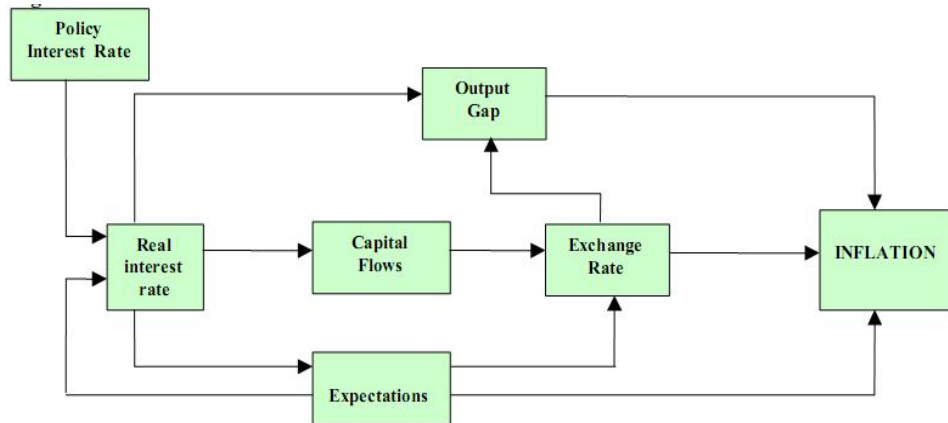 Policy
Interest Rate
Output
Gap
Real
interest
rate
Capital
Flows
Exchange
Rate
INFLATION
Expectations